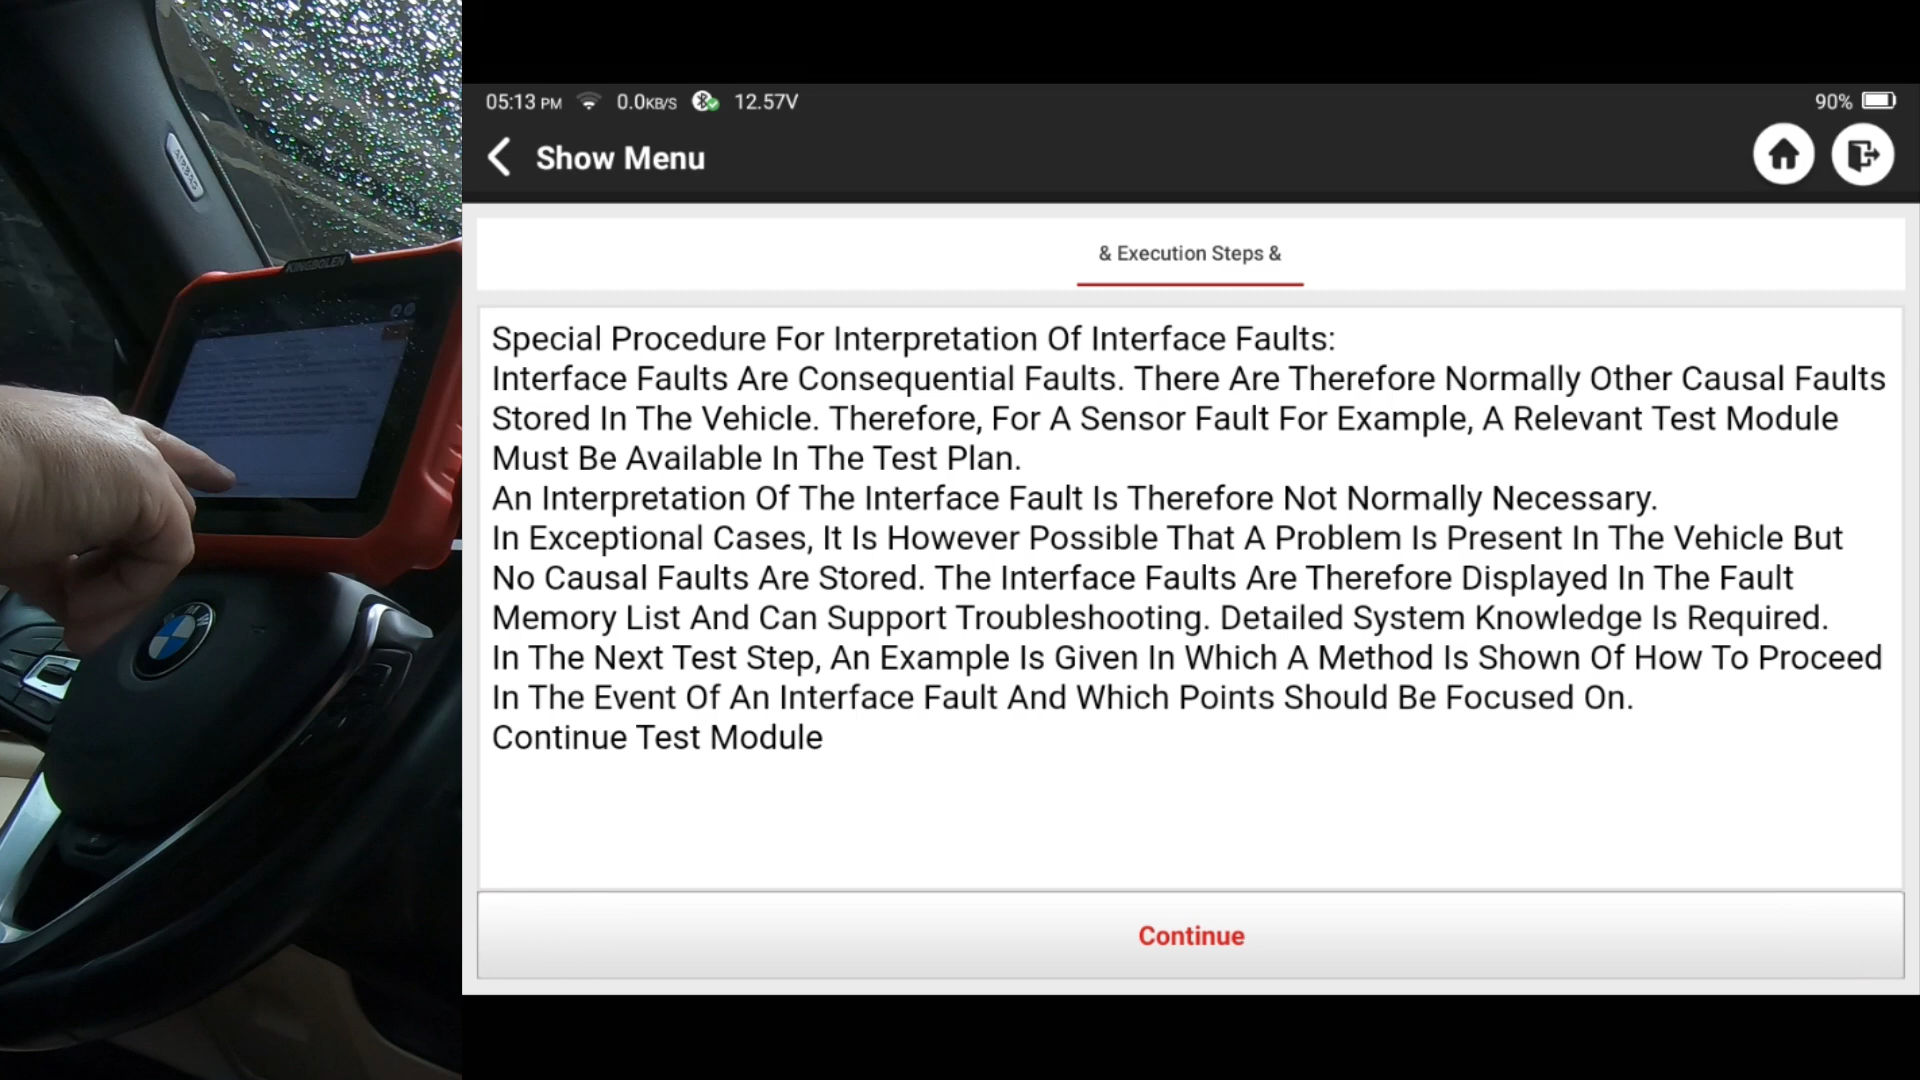 AIRBAG
KINGBOLEN
05:13 PM 0.0KB/S 12.57V 90%
Show Menu
& Execution Steps &
Special Procedure For Interpretation Of Interface Faults:
Interface Faults Are Consequential Faults. There Are Therefore Normally Other Causal Faults
Stored In The Vehicle. Therefore, For A Sensor Fault For Example, A Relevant Test Module
Must Be Available In The Test Plan.
An Interpretation Of The Interface Fault Is Therefore Not Normally Necessary.
In Exceptional Cases, It Is However Possible That A Problem Is Present In The Vehicle But
No Causal Faults Are Stored. The Interface Faults Are Therefore Displayed In The Fault
Memory List And Can Support Troubleshooting. Detailed System Knowledge Is Required.
In The Next Test Step, An Example Is Given In Which A Method Is Shown Of How To Proceed
In The Event Of An Interface Fault And Which Points Should Be Focused On.
Continue Test Module
Continue